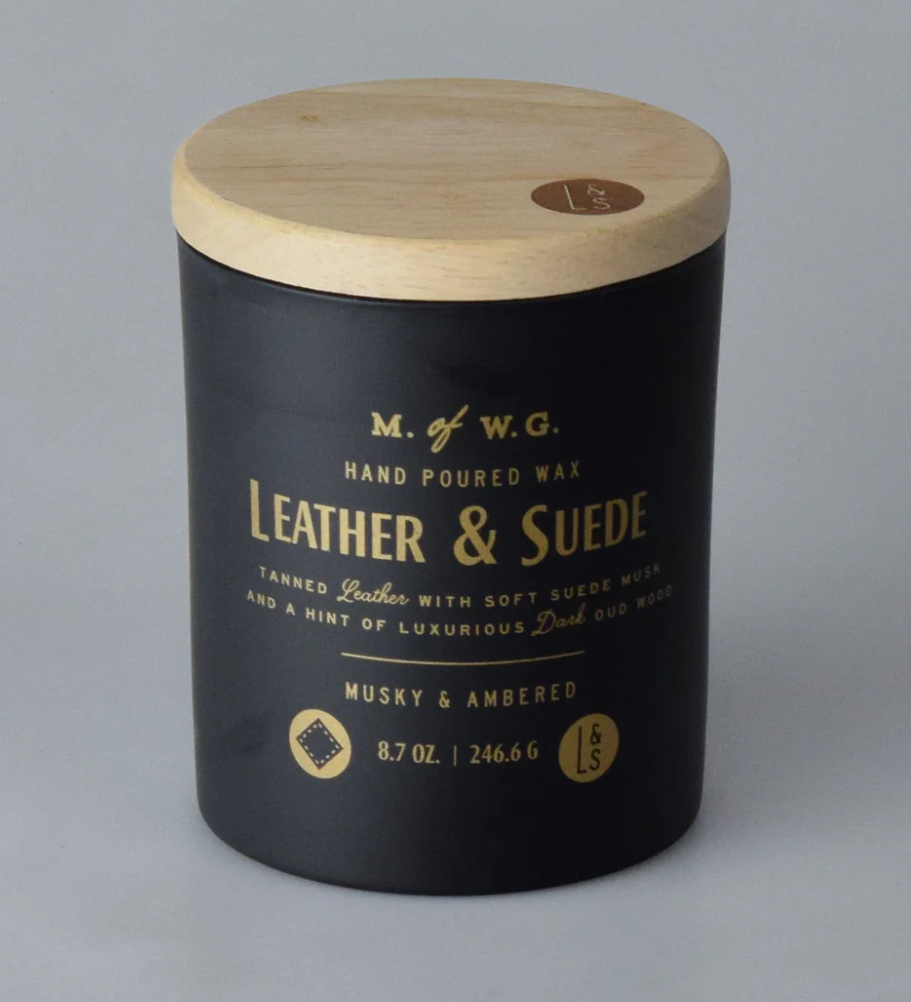 L&S
M. of W.G.
HAND POURED WAX
LEATHER & SUEDE
TANNED Leather WITH SOFT SUEDE MUSK
AND A HINT OF LUXURIOUS Dark OUD WOOD
MUSKY & AMBERED
8.7 OZ. | 246.6 G
L&S